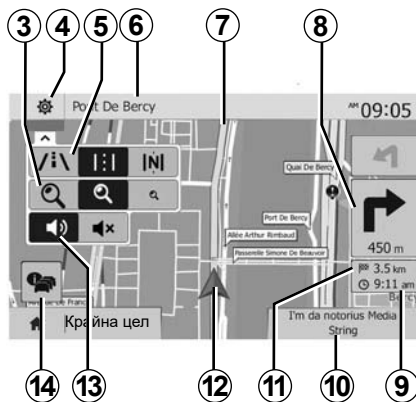 3 4 5 6 7 8
Port De Bercy
AM 09:05
N
Quai De Bercy
Port De Bercy
Allée Arthur Rimbaud
Passerelle Simone De Beauvoir
450 m
3.5 km
9:11 am
Крайна цел
I'm da notorius Media
String
14 13 12 11 10 9